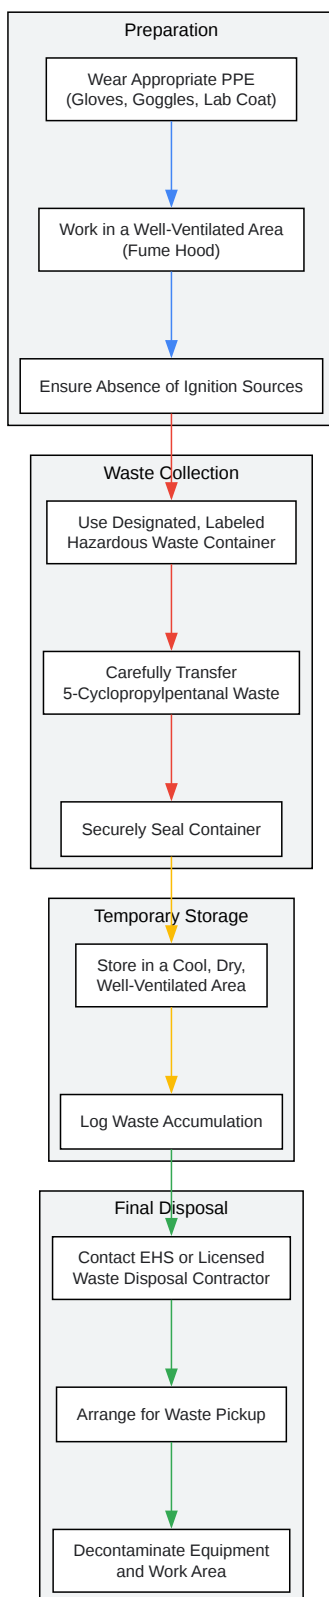 Preparation
Wear Appropriate PPE
(Gloves, Goggles, Lab Coat)
Work in a Well-Ventilated Area
(Fume Hood)
Ensure Absence of Ignition Sources
Waste Collection
Use Designated, Labeled
Hazardous Waste Container
Carefully Transfer
5-Cyclopropylpentanal Waste
Securely Seal Container
Temporary Storage
Store in a Cool, Dry,
Well-Ventilated Area
Log Waste Accumulation
Final Disposal
Contact EHS or Licensed
Waste Disposal Contractor
Arrange for Waste Pickup
Decontaminate Equipment
and Work Area